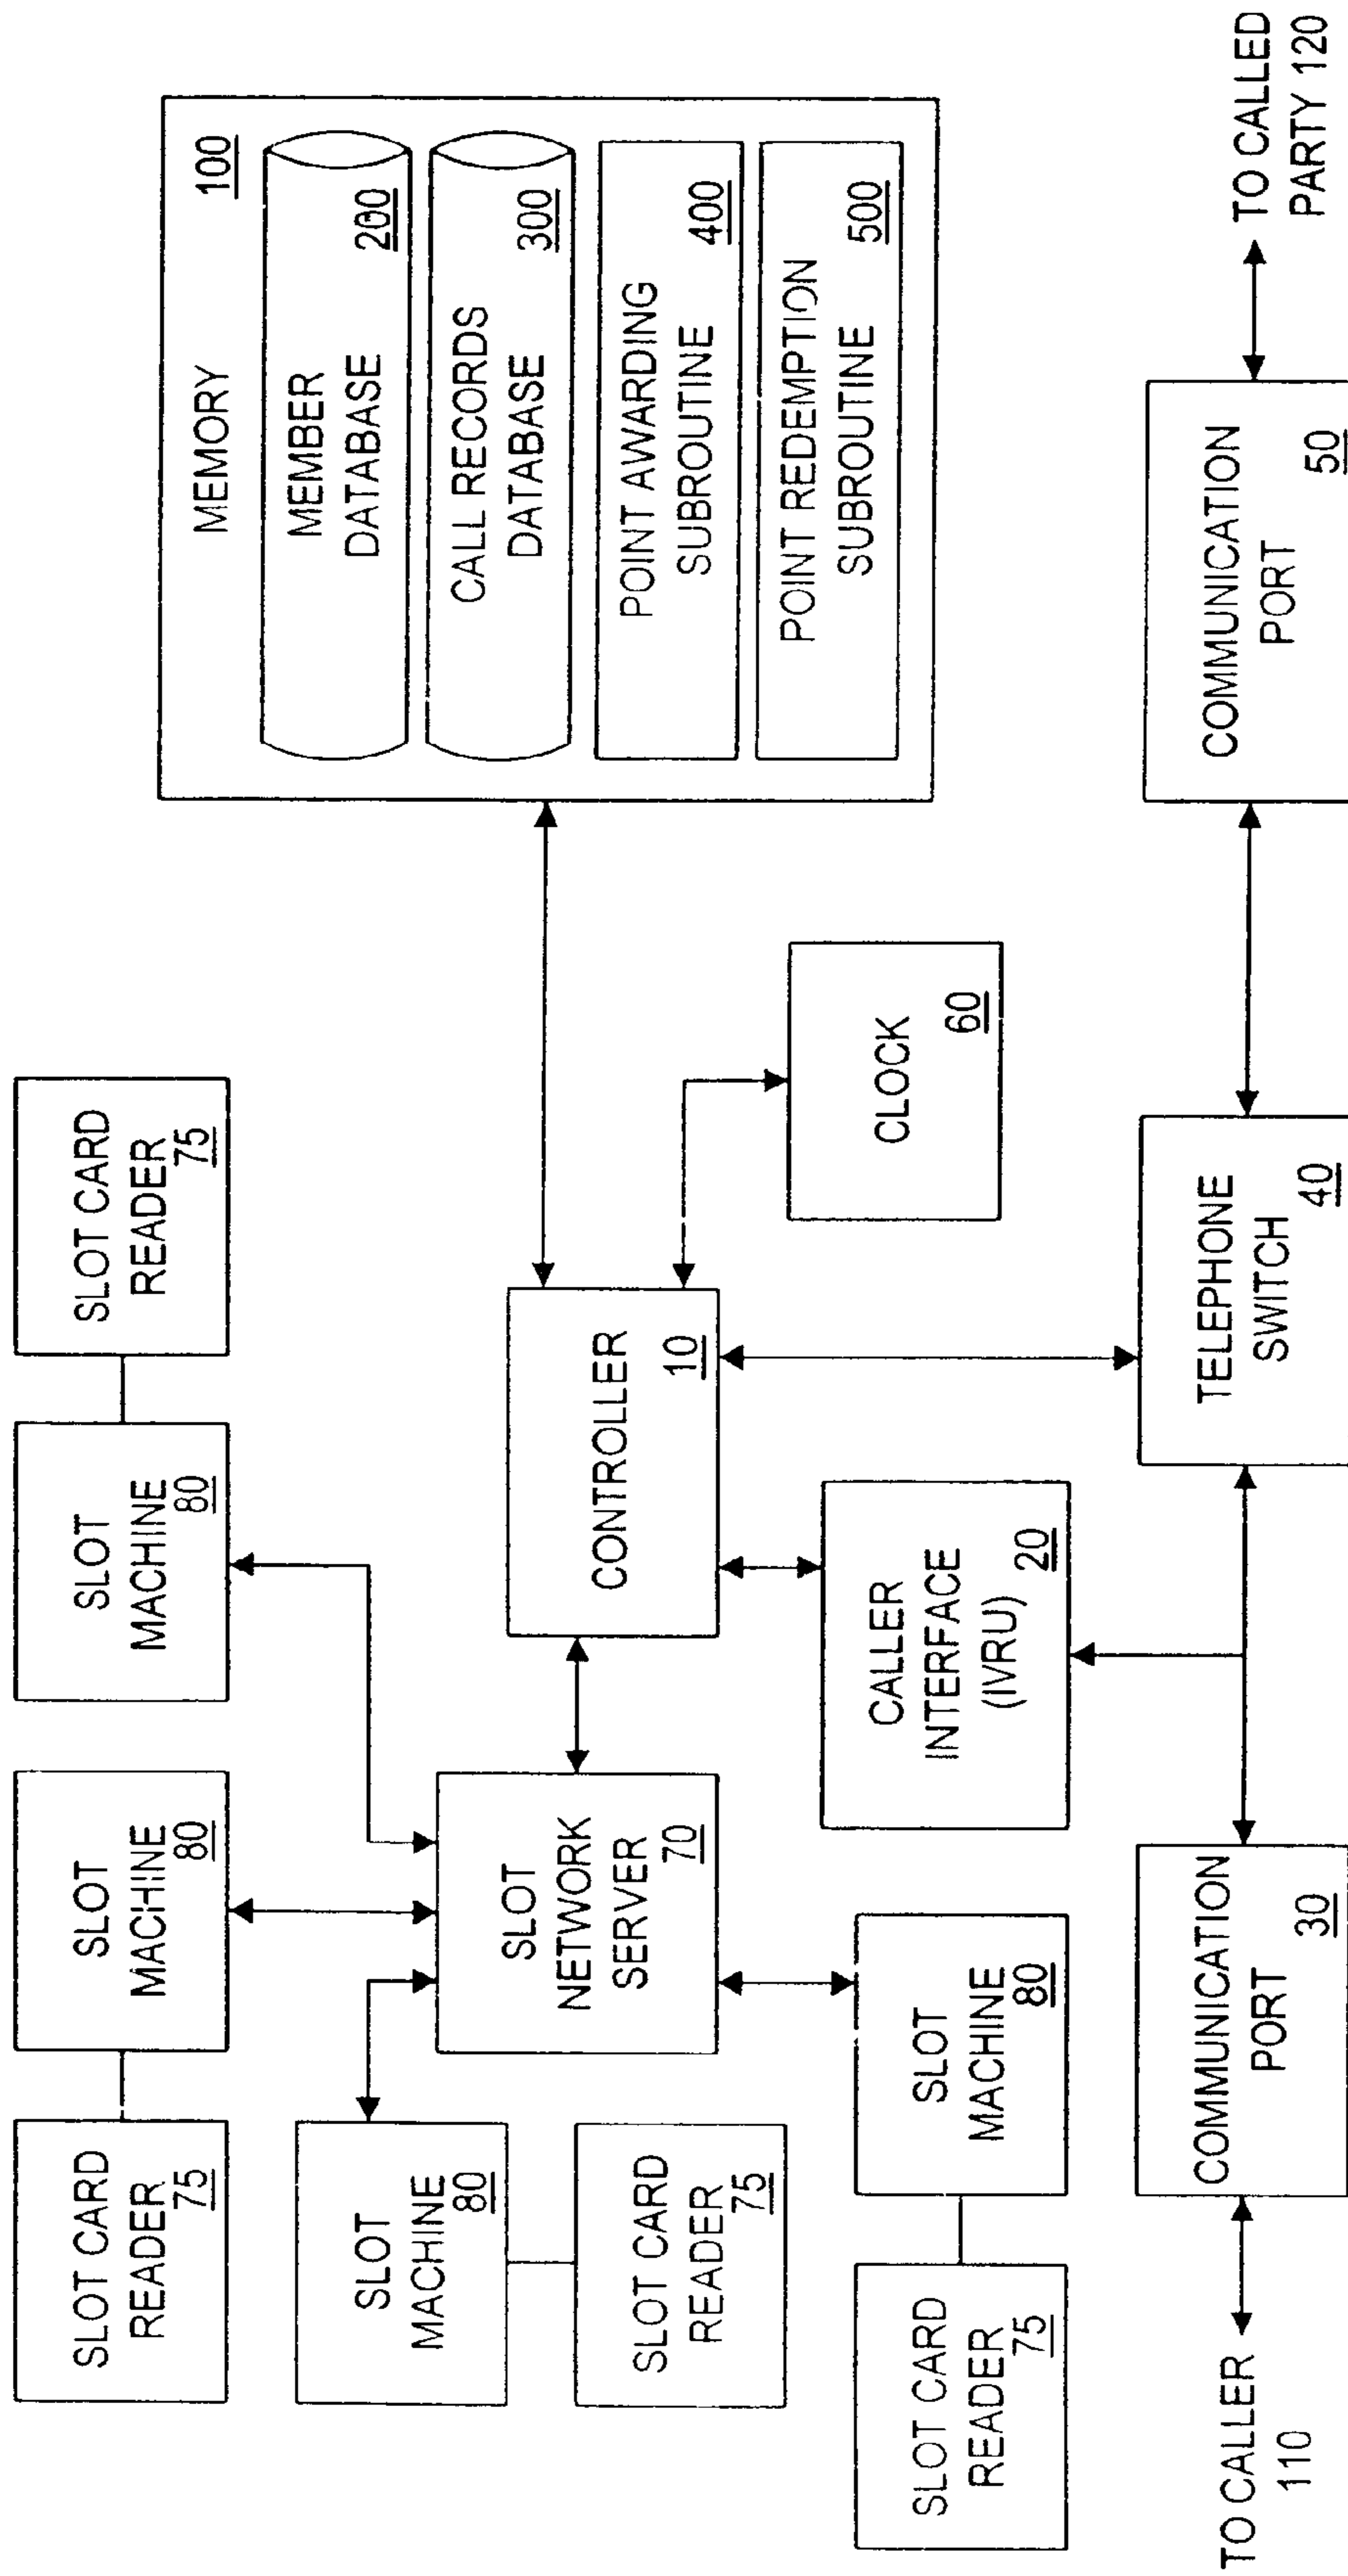 SLOT CARD
READER
75
SLOT
MACHINE
80
SLOT
MACHINE
80
SLOT CARD
READER
75
SLOT
MACHINE
80
SLOT CARD
READER
75
SLOT
NETWORK
SERVER
70
CONTROLLER
10
SLOT CARD
READER
75
SLOT
MACHINE
80
CALLER
INTERFACE
(IVRU)
20
CLOCK
60
MEMORY
100
MEMBER
DATABASE
200
CALL RECORDS
DATABASE
300
POINT AWARDING
SUBROUTINE
400
POINT REDEMPTION
SUBROUTINE
500
TO CALLER
110
COMMUNICATION
PORT
30
TELEPHONE
SWITCH
40
COMMUNICATION
PORT
50
TO CALLED
PARTY 120